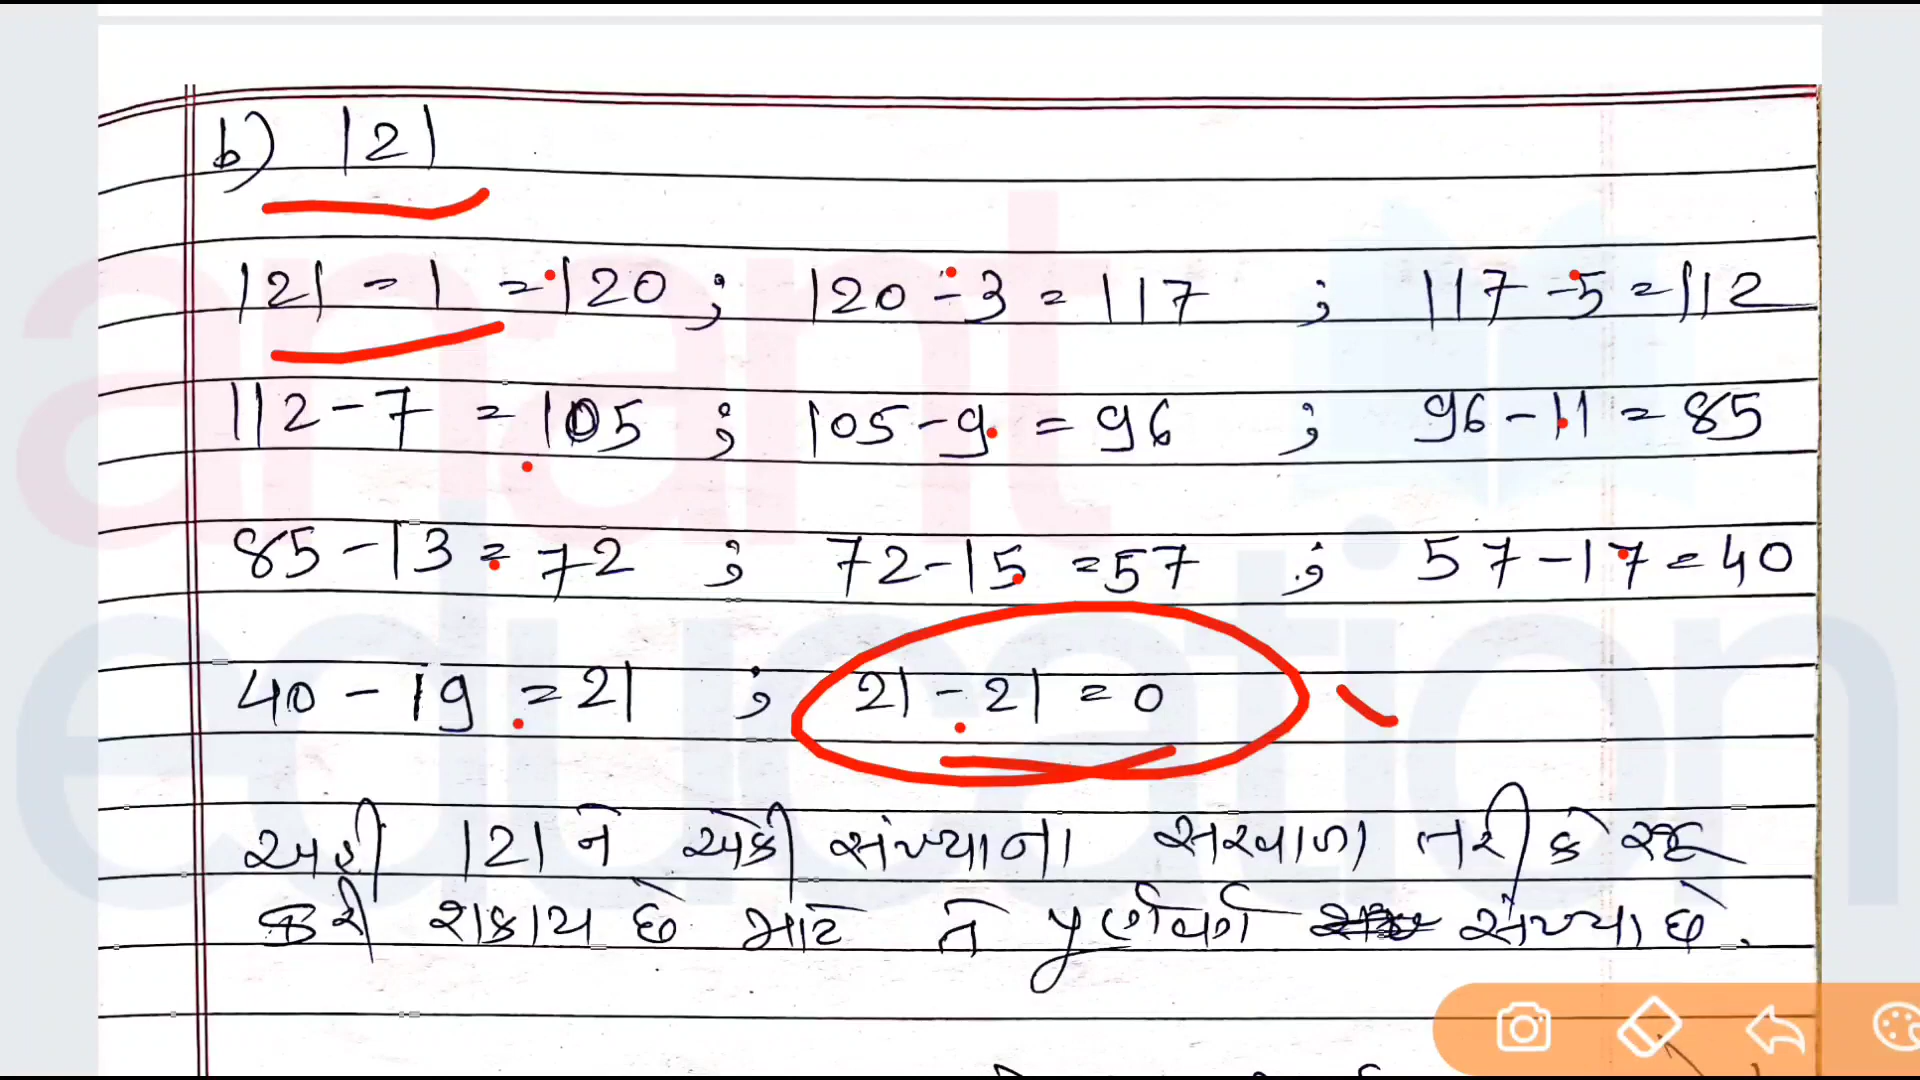 b) 121
121 - 1 = 120 ; 120 - 3 = 117 ; 117 - 5 = 112
112 - 7 = 105 ; 105 - 9 = 96 ; 96 - 11 = 85
85 - 13 = 72 ; 72 - 15 = 57 ; 57 - 17 = 40
40 - 19 = 21 ; 21 - 21 = 0
અહી 121 ને એકી સંખ્યાના સરવાળા તરીકે રજુ
કરી શકાય છે માટે તે પુર્ણવર્ગ સંખ્યા છે.
anant
education